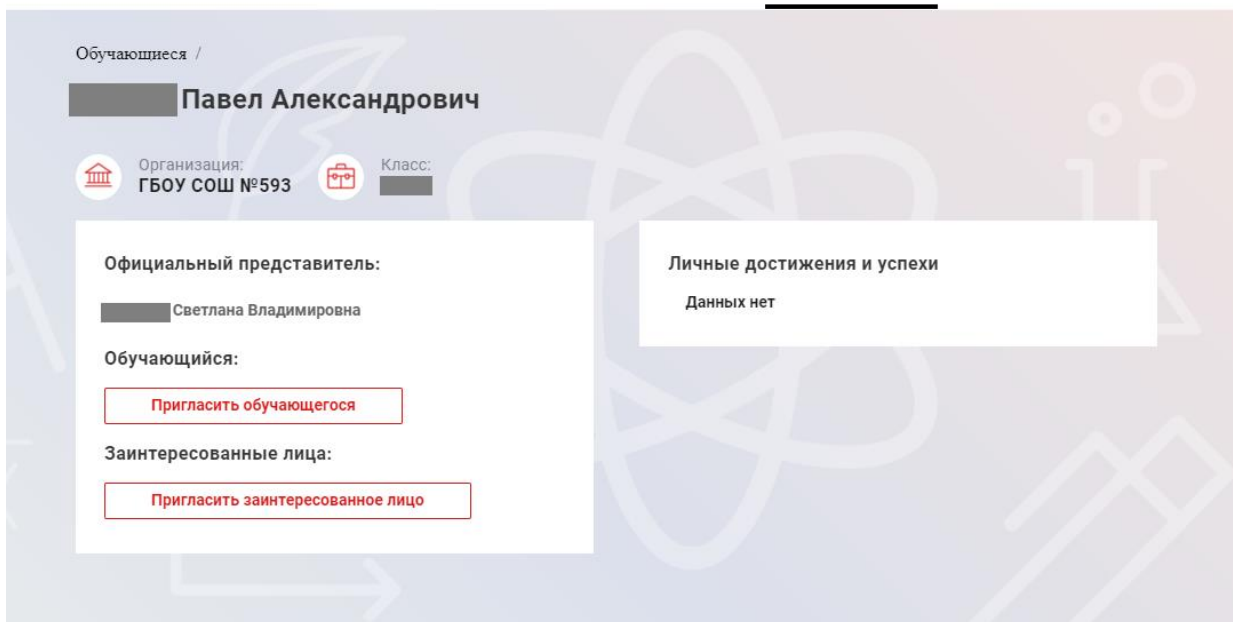 Обучающиеся /
Павел Александрович
Организация:
ГБОУ СОШ №593
Класс:
Официальный представитель:
Светлана Владимировна
Обучающийся:
Пригласить обучающегося
Заинтересованные лица:
Пригласить заинтересованное лицо
Личные достижения и успехи
Данных нет